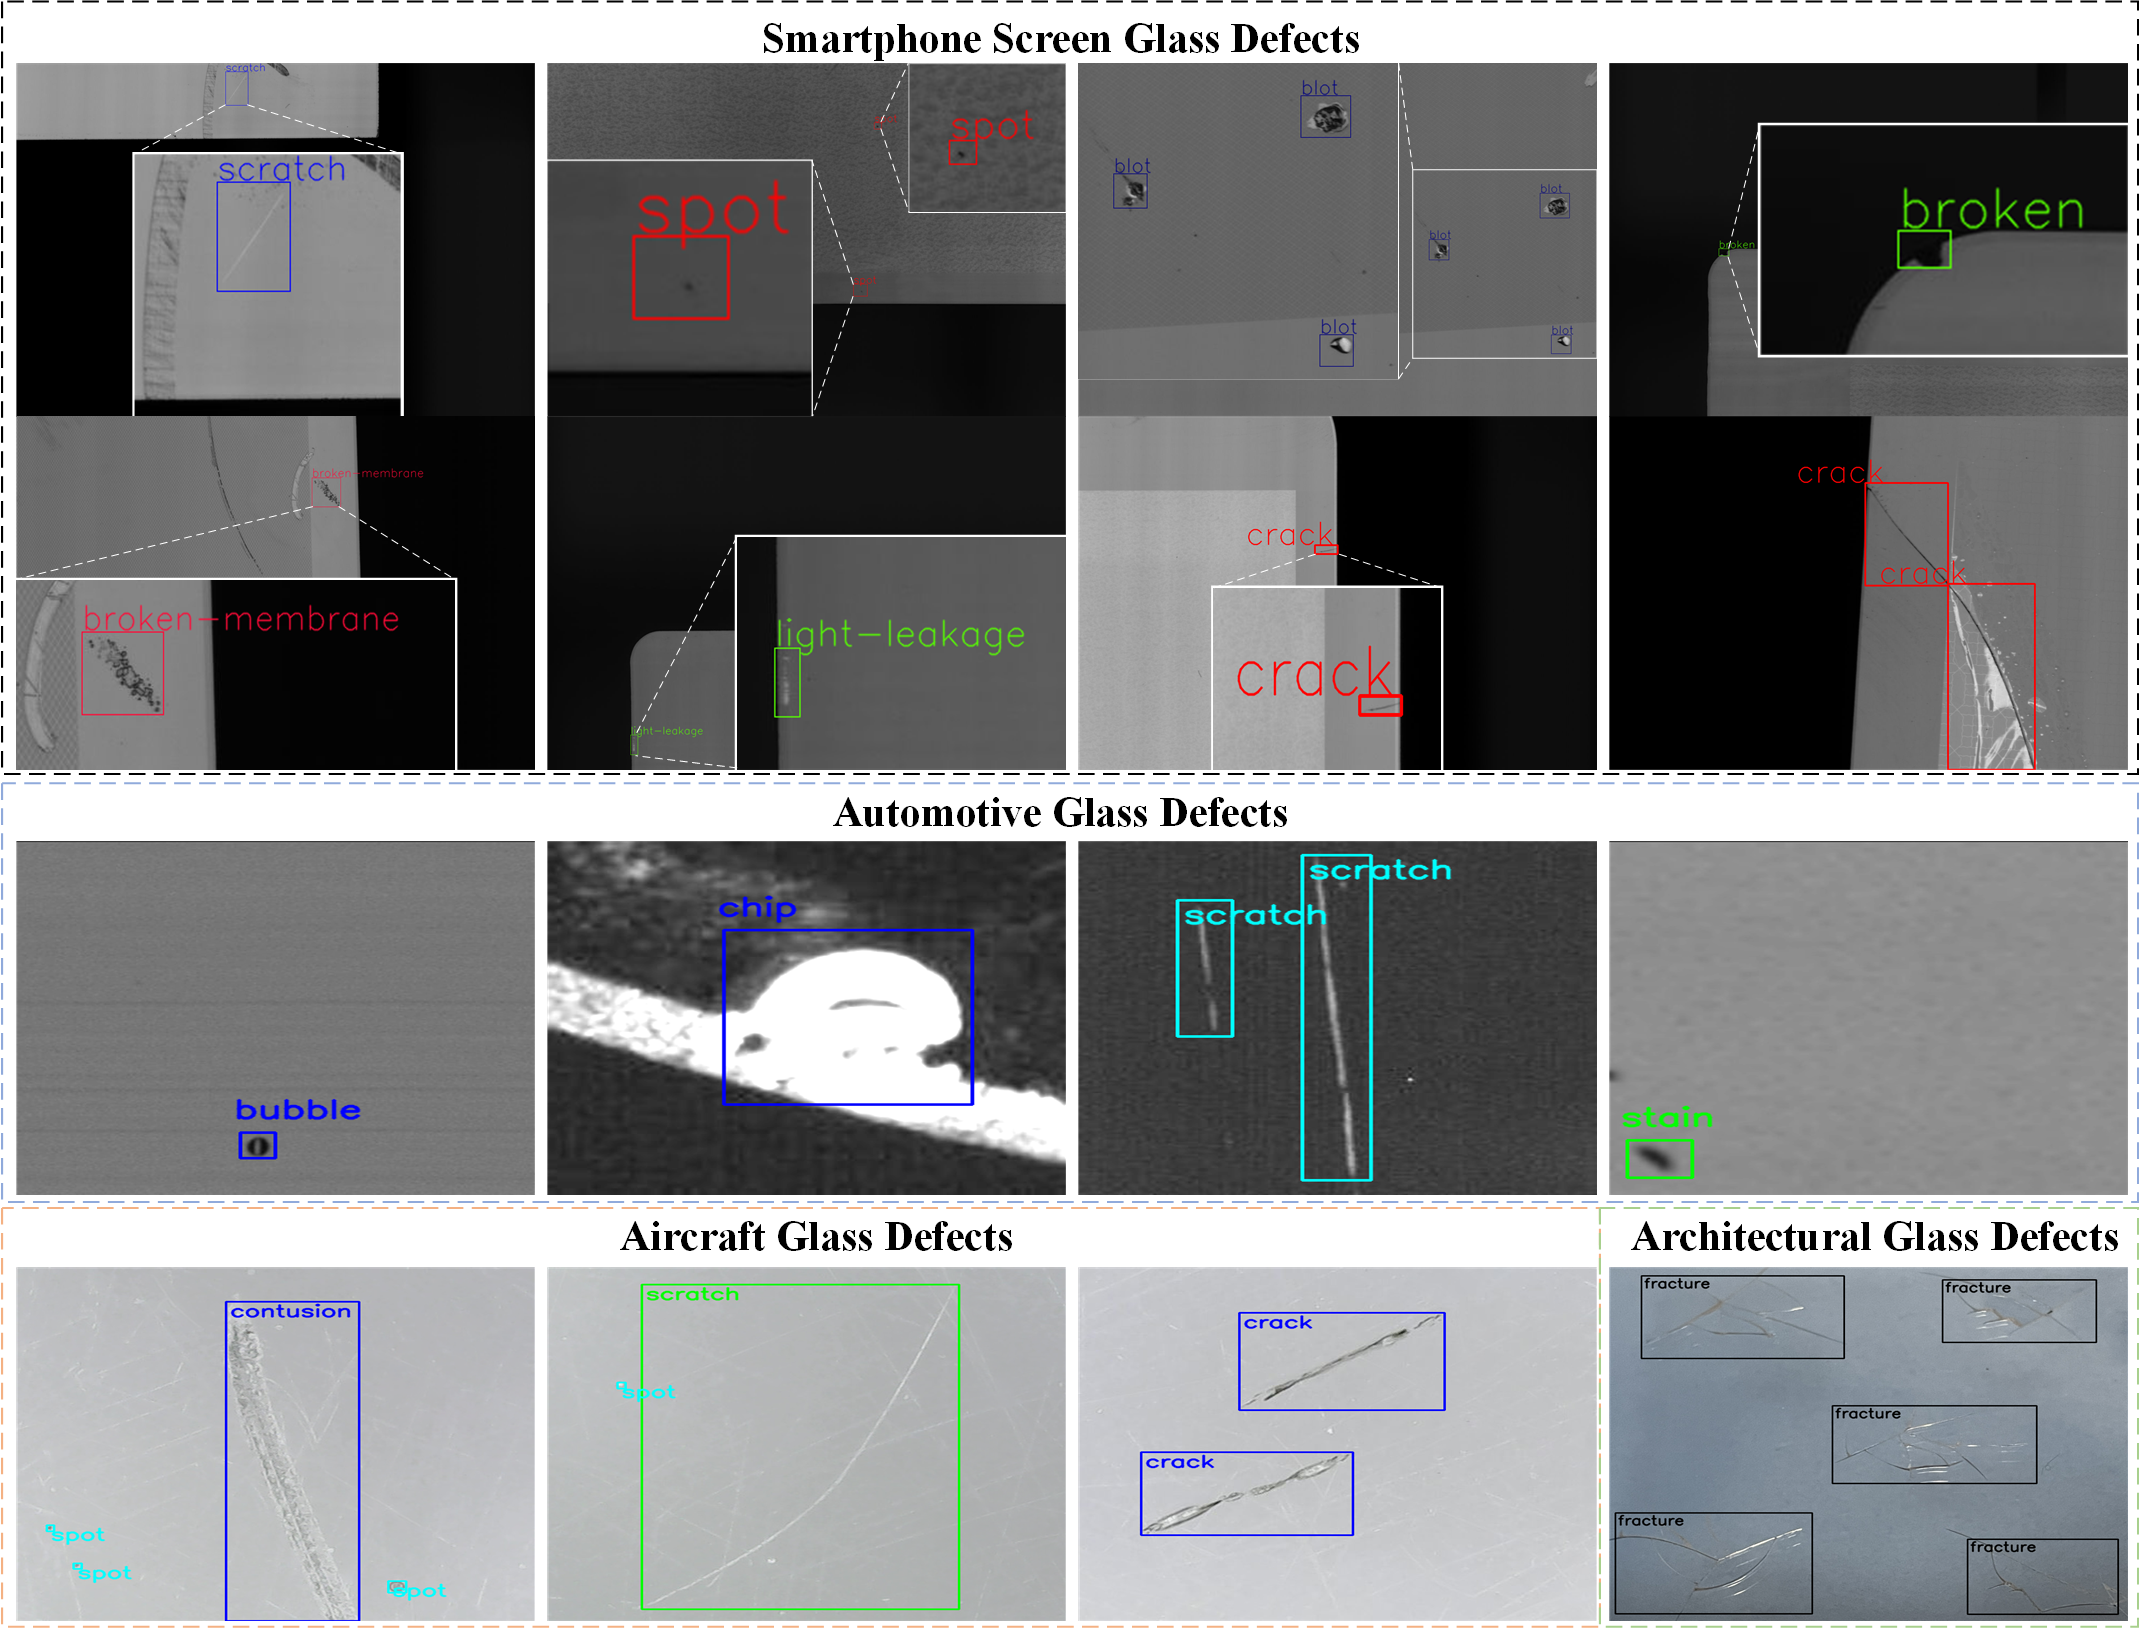 Smartphone Screen Glass Defects
scratch
scratch
spot
spot
spot
blot
blot
blot
blot
blot
blot
broken
broken
broken-membrane
broken-membrane
light-leakage
light-leakage
crack
crack
crack
crack
Automotive Glass Defects
bubble
chip
scratch
scratch
stain
Aircraft Glass Defects
contusion
spot
spot
spot
scratch
spot
crack
crack
Architectural Glass Defects
fracture
fracture
fracture
fracture
fracture